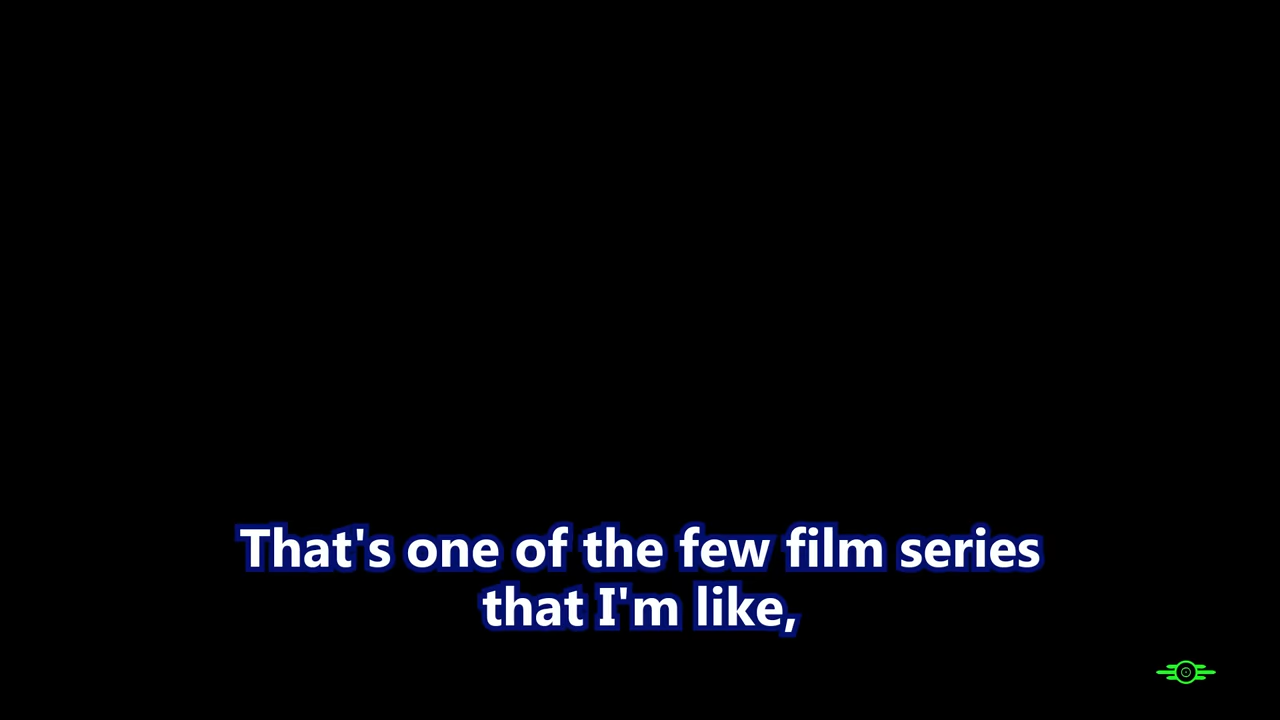 That's one of the few film series
that I'm like,